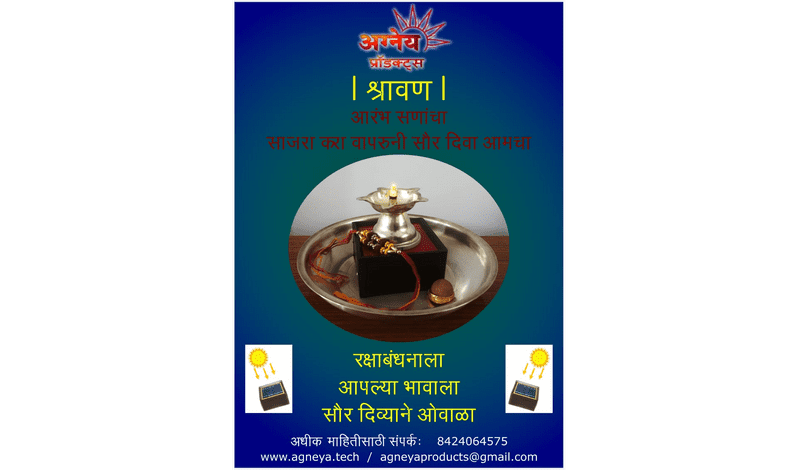 अग्नेय
प्रॉडक्ट्स
। श्रावण ।
आरंभ सणांचा
साजरा करा वापरुनी सौर दिवा आमचा
रक्षाबंधनाला
आपल्या भावाला
सौर दिव्याने ओवाळा
अधीक माहितीसाठी संपर्क: 8424064575
www.agneya.tech / agneyaproducts@gmail.com